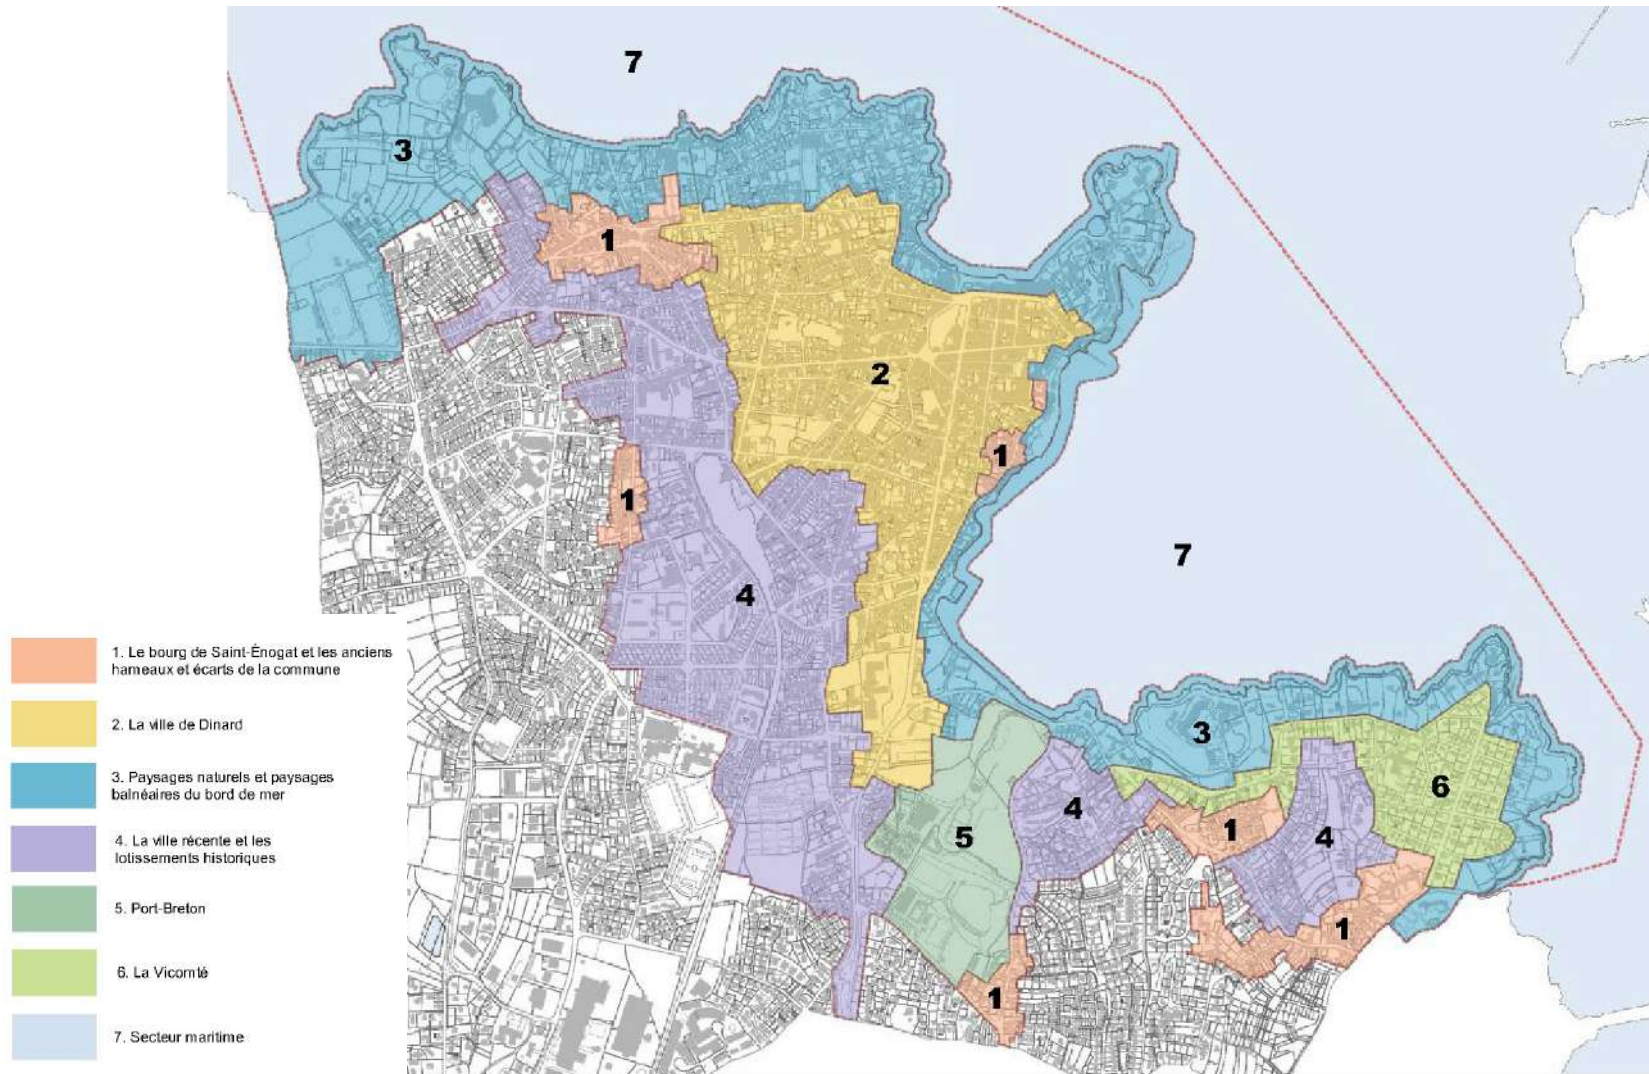 7
3
1
2
1
1
7
4
3
6
4
1
4
5
1
1
1. Le bourg de Saint-Énogat et les anciens
hameaux et écarts de la commune
2. La ville de Dinard
3. Paysages naturels et paysages
balnéaires du bord de mer
4. La ville récente et les
lotissements historiques
5. Port-Breton
6. La Vicomté
7. Secteur maritime